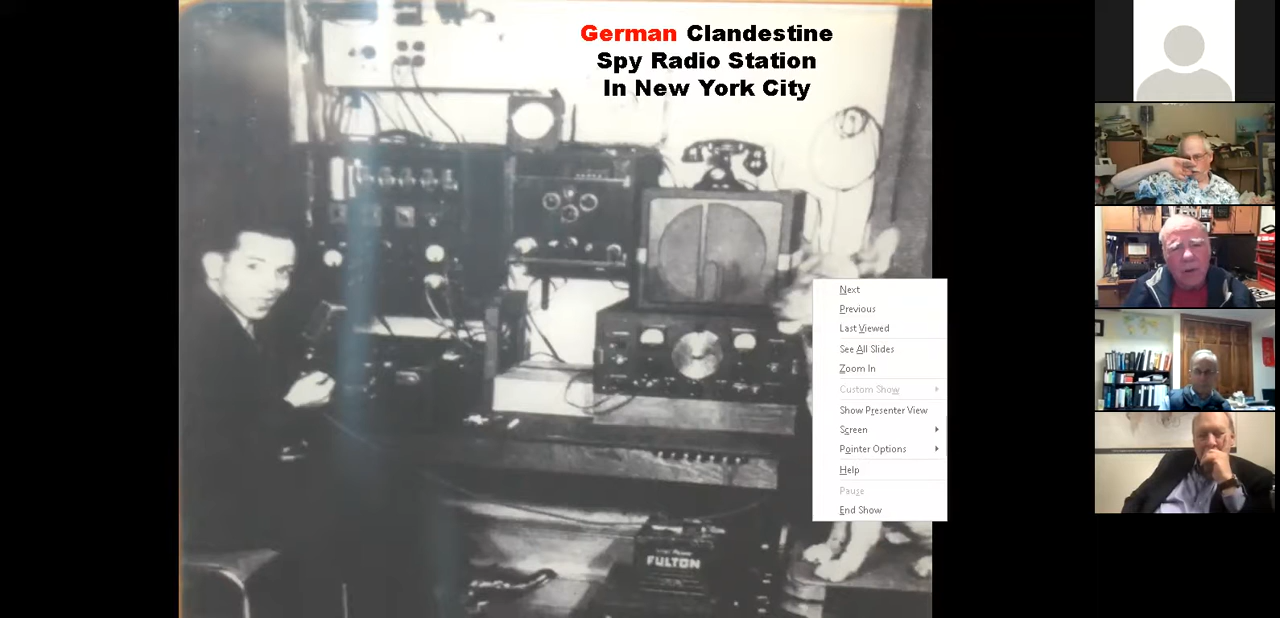 German Clandestine
Spy Radio Station
In New York City
Next
Previous
Last Viewed
See All Slides
Zoom In
Custom Show
Show Presenter View
Screen
Pointer Options
Help
Pause
End Show
FULTON